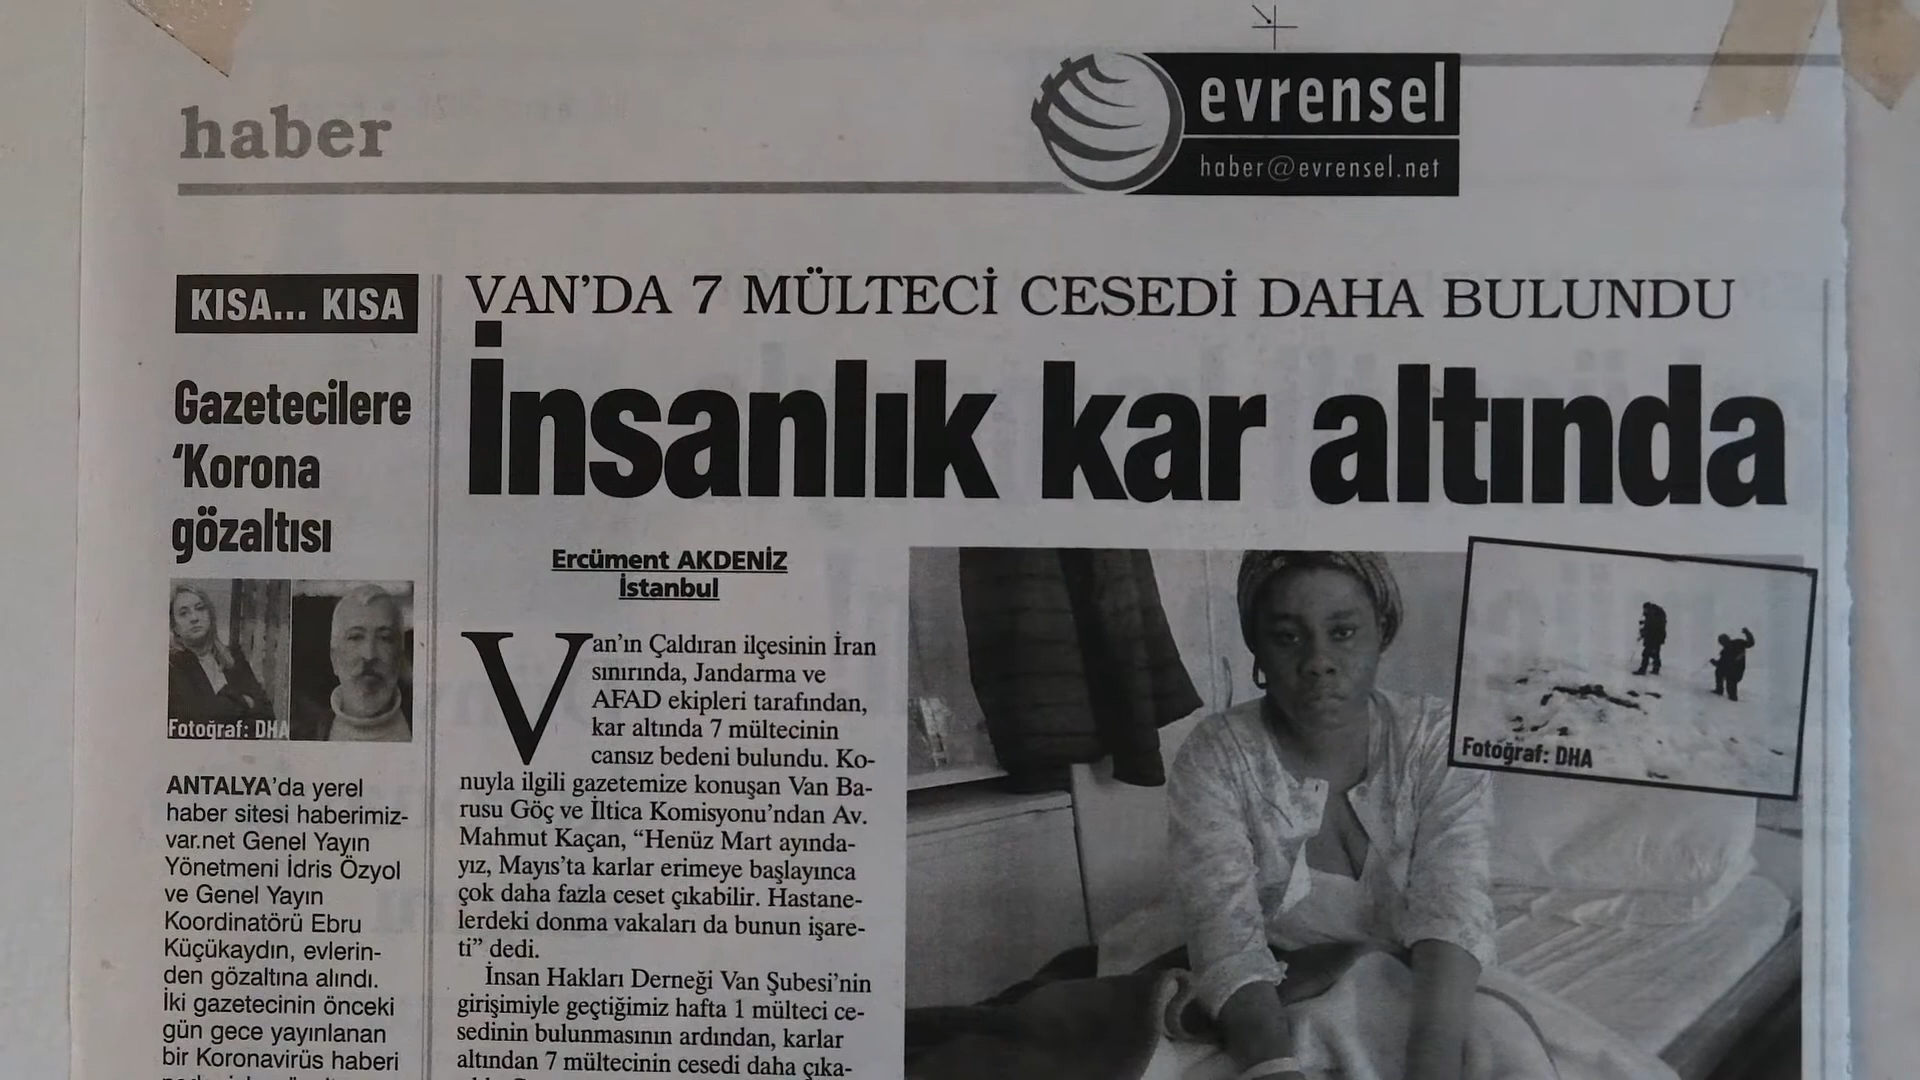 haber
evrensel
haber@evrensel.net
KISA... KISA
Gazetecilere
‘Korona
gözaltısı
Fotoğraf: DHA
ANTALYA’da yerel
haber sitesi haberimiz-
var.net Genel Yayın
Yönetmeni İdris Özyol
ve Genel Yayın
Koordinatörü Ebru
Küçükaydın, evlerin-
den gözaltına alındı.
İki gazetecinin önceki
gün gece yayınlanan
bir Koronavirüs haberi
VAN’DA 7 MÜLTECİ CESEDİ DAHA BULUNDU
İnsanlık kar altında
Ercüment AKDENİZ
İstanbul
Van’ın Çaldıran ilçesinin İran
sınırında, Jandarma ve
AFAD ekipleri tarafından,
kar altında 7 mültecinin
cansız bedeni bulundu. Ko-
nuyla ilgili gazetemize konuşan Van Ba-
rusu Göç ve İltica Komisyonu’ndan Av.
Mahmut Kaçan, “Henüz Mart ayında-
yız, Mayıs’ta karlar erimeye başlayınca
çok daha fazla ceset çıkabilir. Hastane-
lerdeki donma vakaları da bunun işare-
ti” dedi.
İnsan Hakları Derneği Van Şubesi’nin
girişimiyle geçtiğimiz hafta 1 mülteci ce-
sedinin bulunmasının ardından, karlar
altından 7 mültecinin cesedi daha çıka-
Fotoğraf: DHA